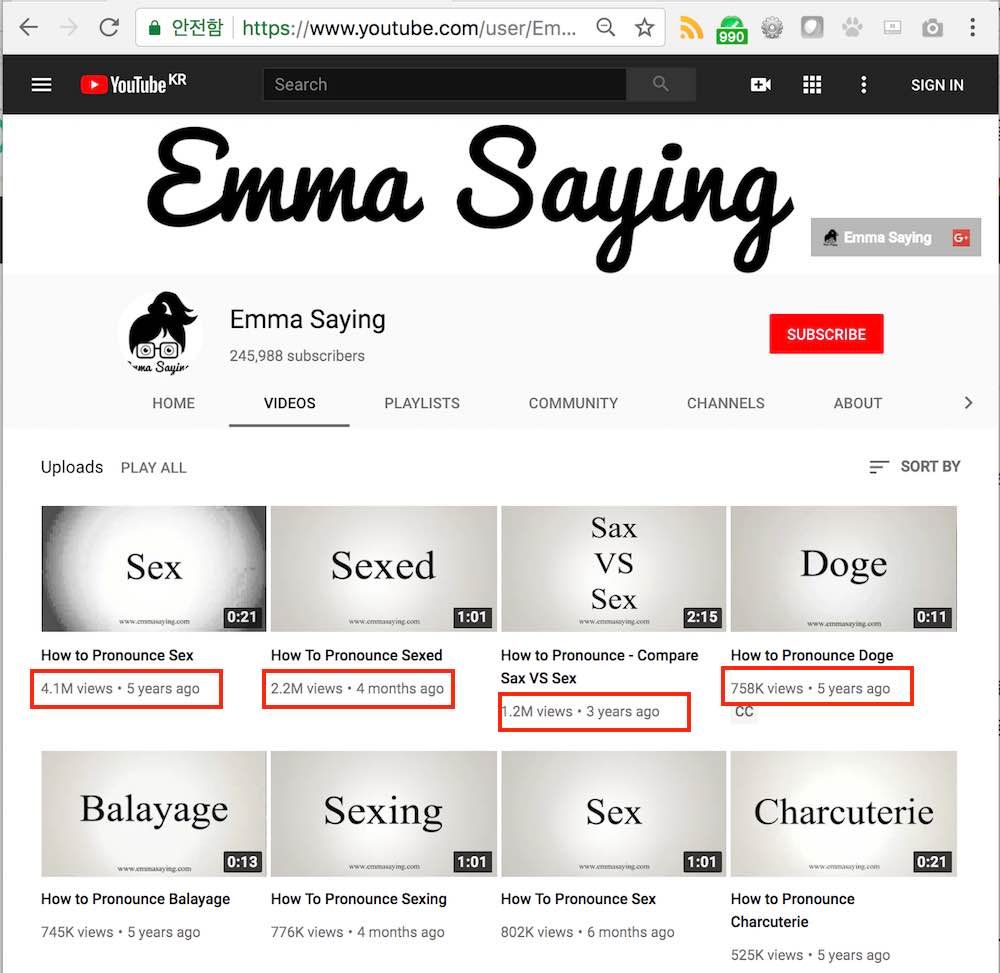 안전함 https://www.youtube.com/user/Em...
990
YouTube KR
Search
SIGN IN
Emma Saying
Emma Saying G+
Emma Saying
245,988 subscribers
SUBSCRIBE
HOME VIDEOS PLAYLISTS COMMUNITY CHANNELS ABOUT
Uploads PLAY ALL
SORT BY
Sex
www.emmasaying.com
0:21
How to Pronounce Sex
4.1M views • 5 years ago
Sexed
www.emmasaying.com
1:01
How To Pronounce Sexed
2.2M views • 4 months ago
Sax
VS
Sex
www.emmasaying.com
2:15
How to Pronounce - Compare
Sax VS Sex
1.2M views • 3 years ago
Doge
www.emmasaying.com
0:11
How to Pronounce Doge
758K views • 5 years ago
CC
Balayage
www.emmasaying.com
0:13
How to Pronounce Balayage
745K views • 5 years ago
Sexing
www.emmasaying.com
1:01
How To Pronounce Sexing
776K views • 4 months ago
Sex
www.emmasaying.com
1:01
How To Pronounce Sex
802K views • 6 months ago
Charcuterie
www.emmasaying.com
0:21
How to Pronounce
Charcuterie
525K views • 5 years ago